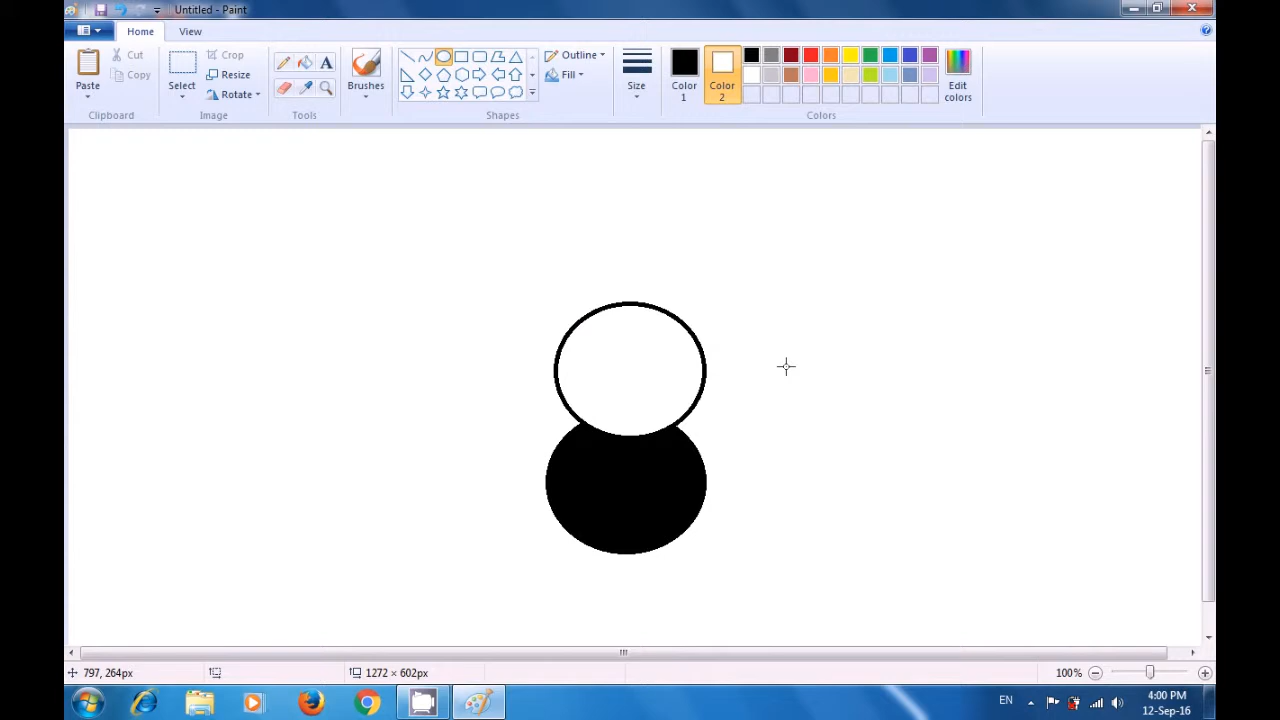 Untitled - Paint
Home View
Paste
Cut
Copy
Clipboard
Select
Crop
Resize
Rotate
Image
A
Tools
Brushes
Shapes
Outline
Fill
Size
Color 1
Color 2
Edit colors
Colors
797, 264px
1272 × 602px
100%
EN
4:00 PM
12-Sep-16